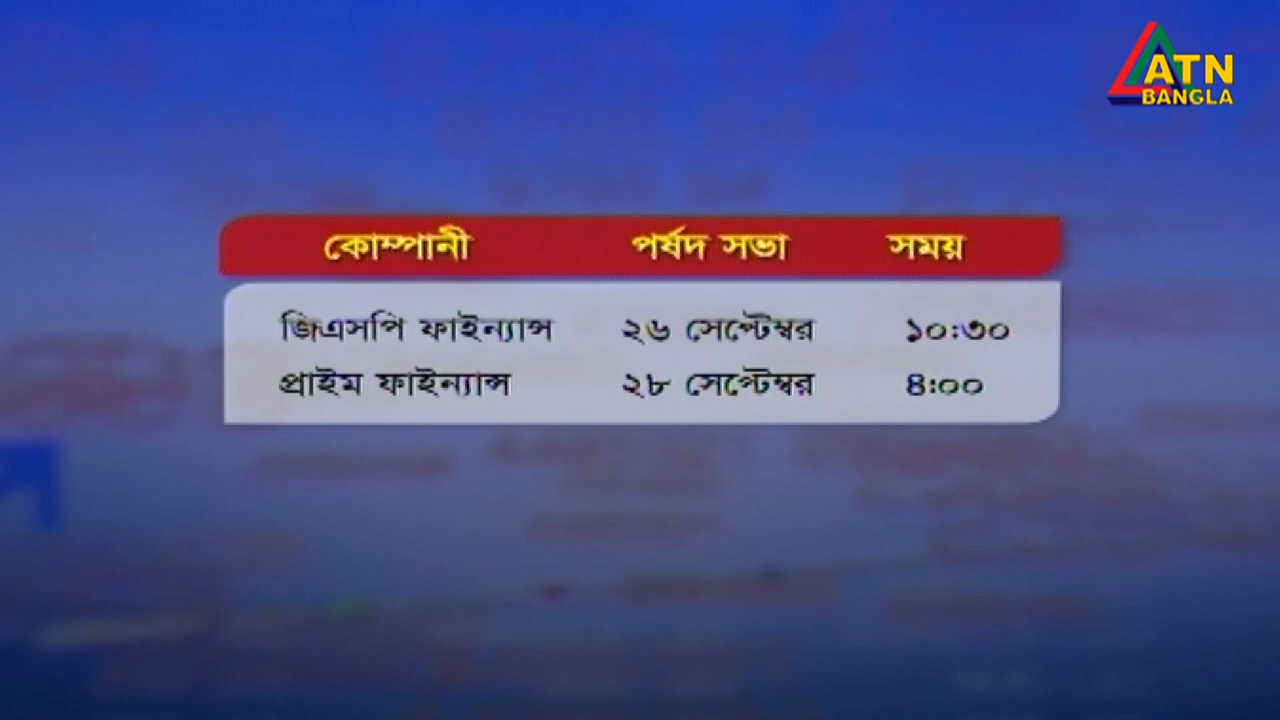 ATN
BANGLA
কোম্পানী পর্ষদ সভা সময়
জিএসপি ফাইন্যান্স ২৬ সেপ্টেম্বর ১০:৩০
প্রাইম ফাইন্যান্স ২৮ সেপ্টেম্বর ৪:০০